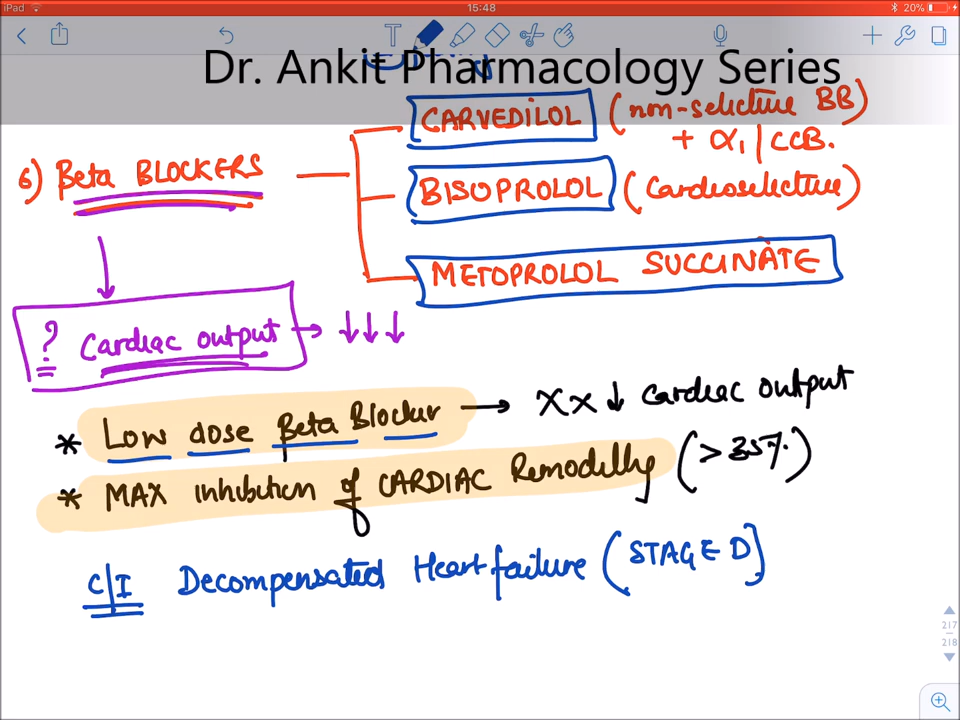 iPad 15:48 20%
T
Dr. Ankit Pharmacology Series
CARVEDILOL (non-selective BB)
+ α1 / CCB.
6) Beta BLOCKERS
BISOPROLOL (Cardioselective)
METOPROLOL SUCCINATE
? Cardiac output → ↓↓↓
* Low dose Beta Blocker → XX ↓ Cardiac output
* MAX Inhibition of CARDIAC Remodelling (>35%)
C/I Decompensated Heart failure (STAGE D)
217
218